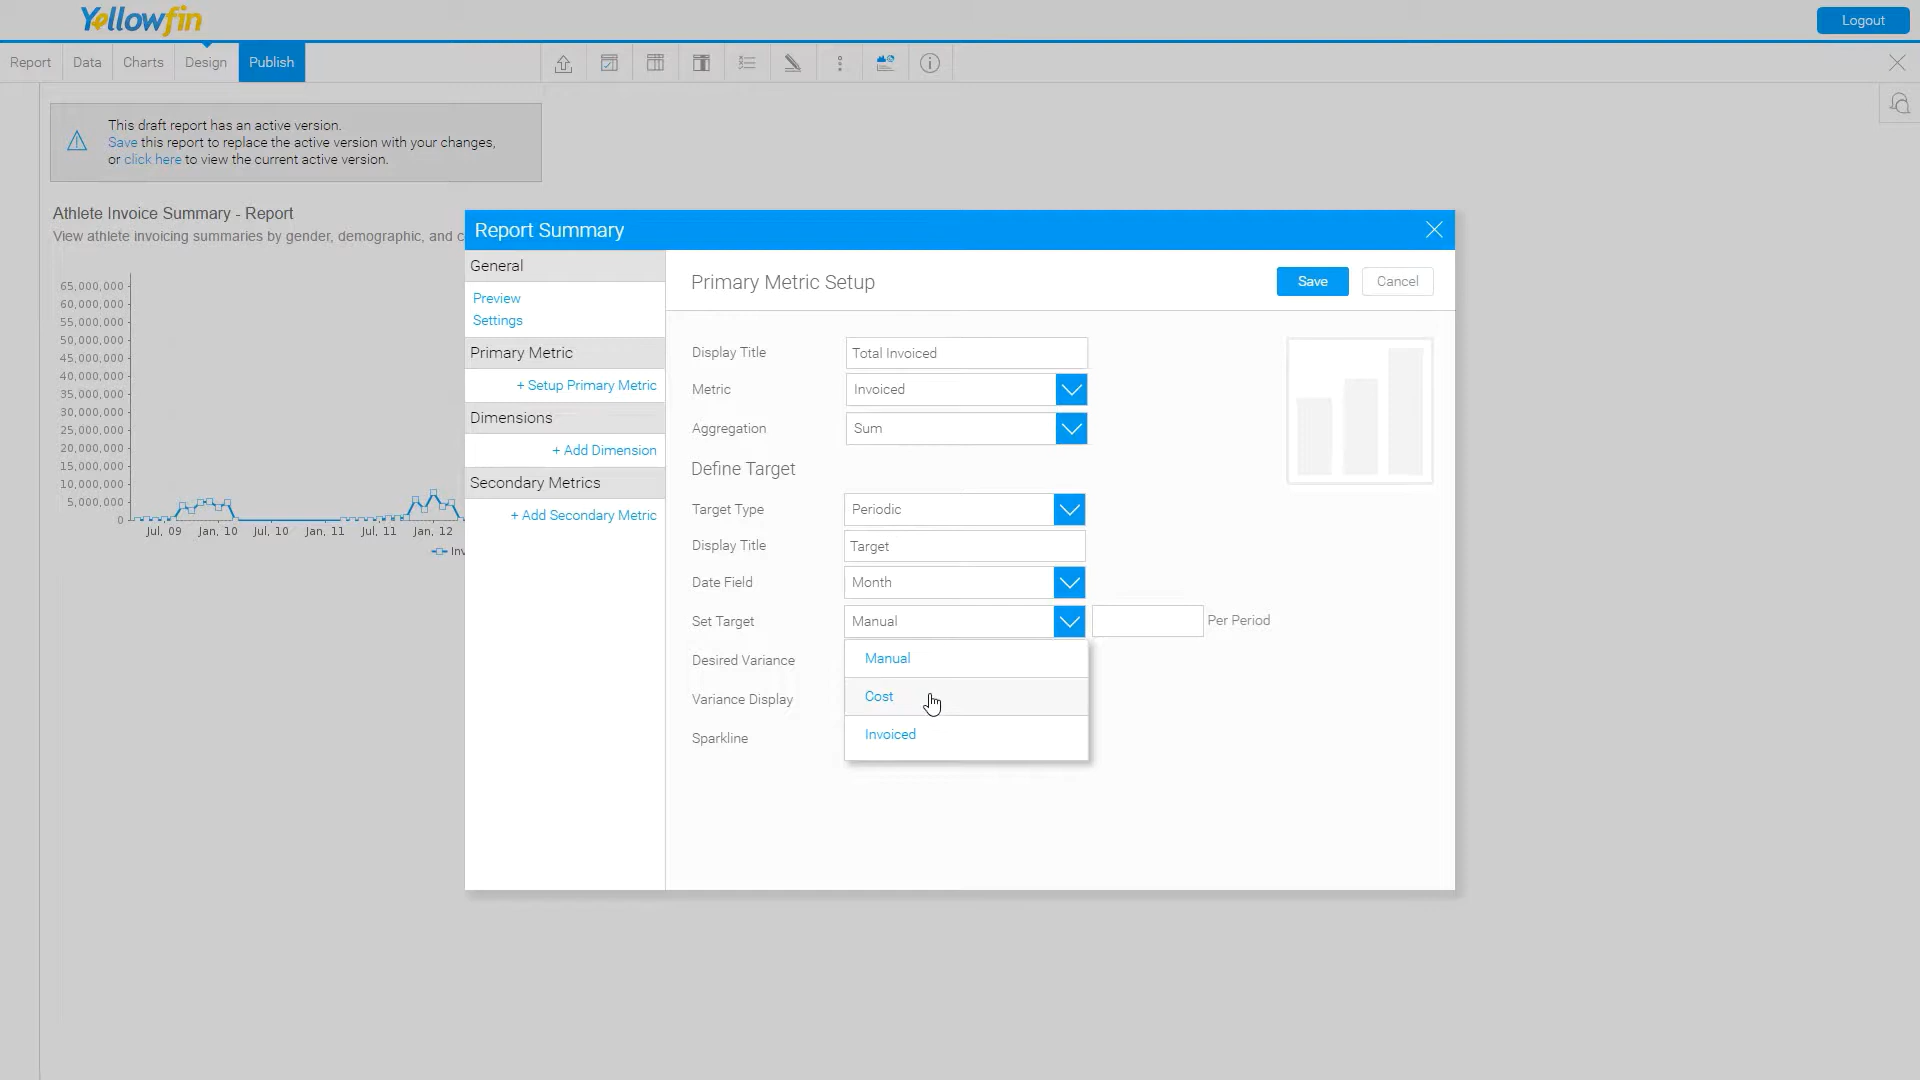 Yellowfin
Logout
Report
Data
Charts
Design
Publish
This draft report has an active version.
Save this report to replace the active version with your changes,
or click here to view the current active version.
Athlete Invoice Summary - Report
View athlete invoicing summaries by gender, demographic, and c
65,000,000
60,000,000
55,000,000
50,000,000
45,000,000
40,000,000
35,000,000
30,000,000
25,000,000
20,000,000
15,000,000
10,000,000
5,000,000
0
Jul, 09
Jan, 10
Jul, 10
Jan, 11
Jul, 11
Jan, 12
Inv
Report Summary
General
Preview
Settings
Primary Metric
+ Setup Primary Metric
Dimensions
+ Add Dimension
Secondary Metrics
+ Add Secondary Metric
Primary Metric Setup
Save
Cancel
Display Title
Total Invoiced
Metric
Invoiced
Aggregation
Sum
Define Target
Target Type
Periodic
Display Title
Target
Date Field
Month
Set Target
Manual
Per Period
Desired Variance
Manual
Variance Display
Cost
Sparkline
Invoiced